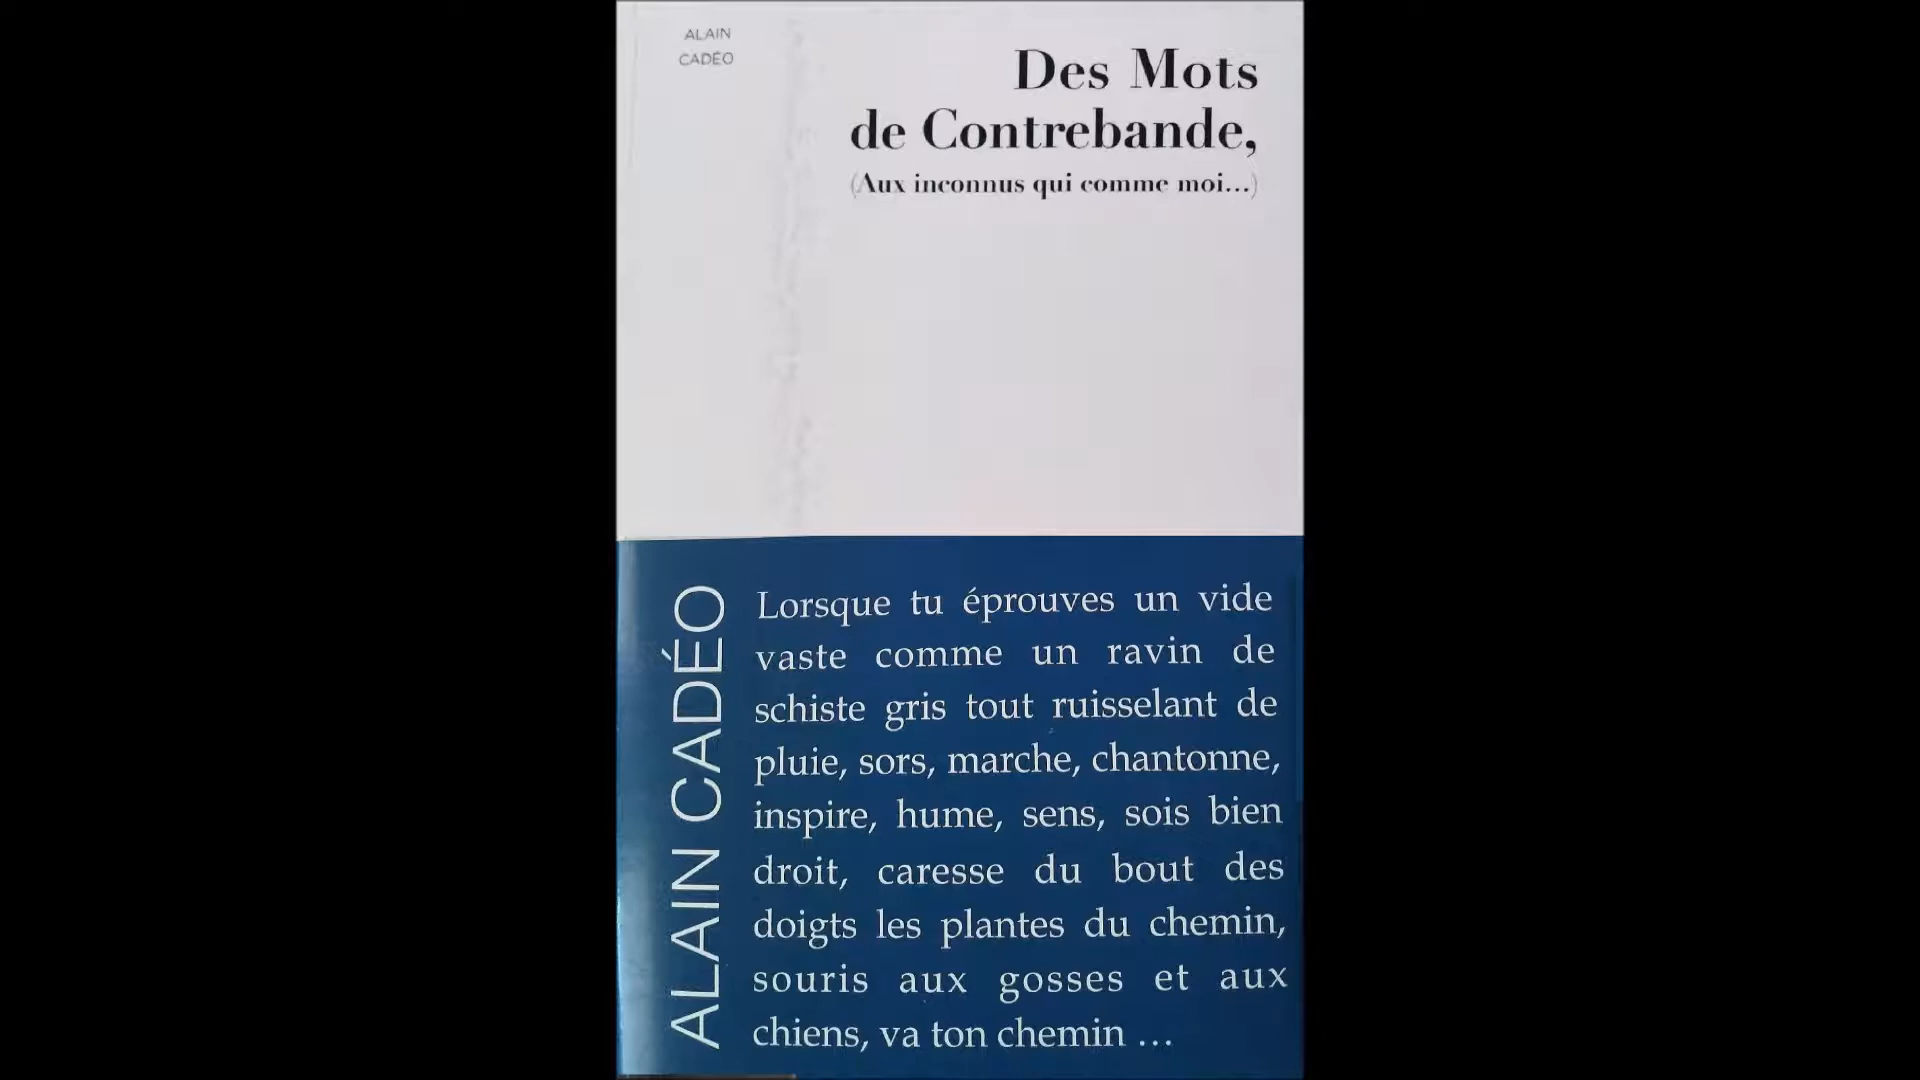 ALAIN
CADÉO
Des Mots
de Contrebande,
(Aux inconnus qui comme moi...)
ALAIN CADÉO
Lorsque tu éprouves un vide
vaste comme un ravin de
schiste gris tout ruisselant de
pluie, sors, marche, chantonne,
inspire, hume, sens, sois bien
droit, caresse du bout des
doigts les plantes du chemin,
souris aux gosses et aux
chiens, va ton chemin ...